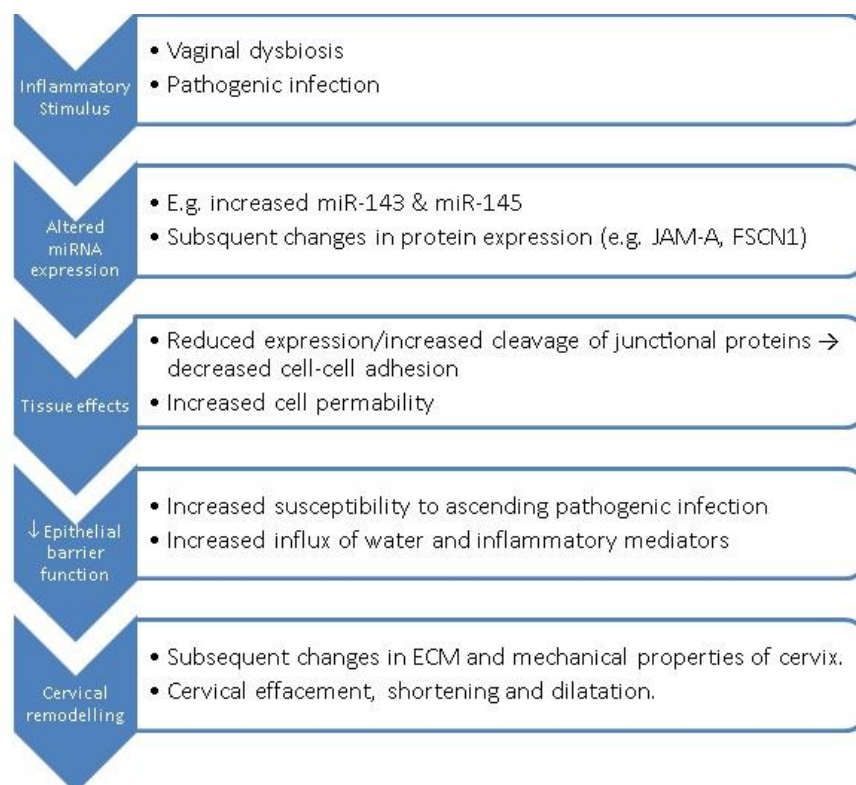 Inflammatory
Stimulus
• Vaginal dysbiosis
• Pathogenic infection
Altered
miRNA
expression
• E.g. increased miR-143 & miR-145
• Subsquent changes in protein expression (e.g. JAM-A, FSCN1)
Tissue effects
• Reduced expression/increased cleavage of junctional proteins →
decreased cell-cell adhesion
• Increased cell permability
↓Epithelial
barrier
function
• Increased susceptibility to ascending pathogenic infection
• Increased influx of water and inflammatory mediators
Cervical
remodelling
• Subsequent changes in ECM and mechanical properties of cervix.
• Cervical effacement, shortening and dilatation.